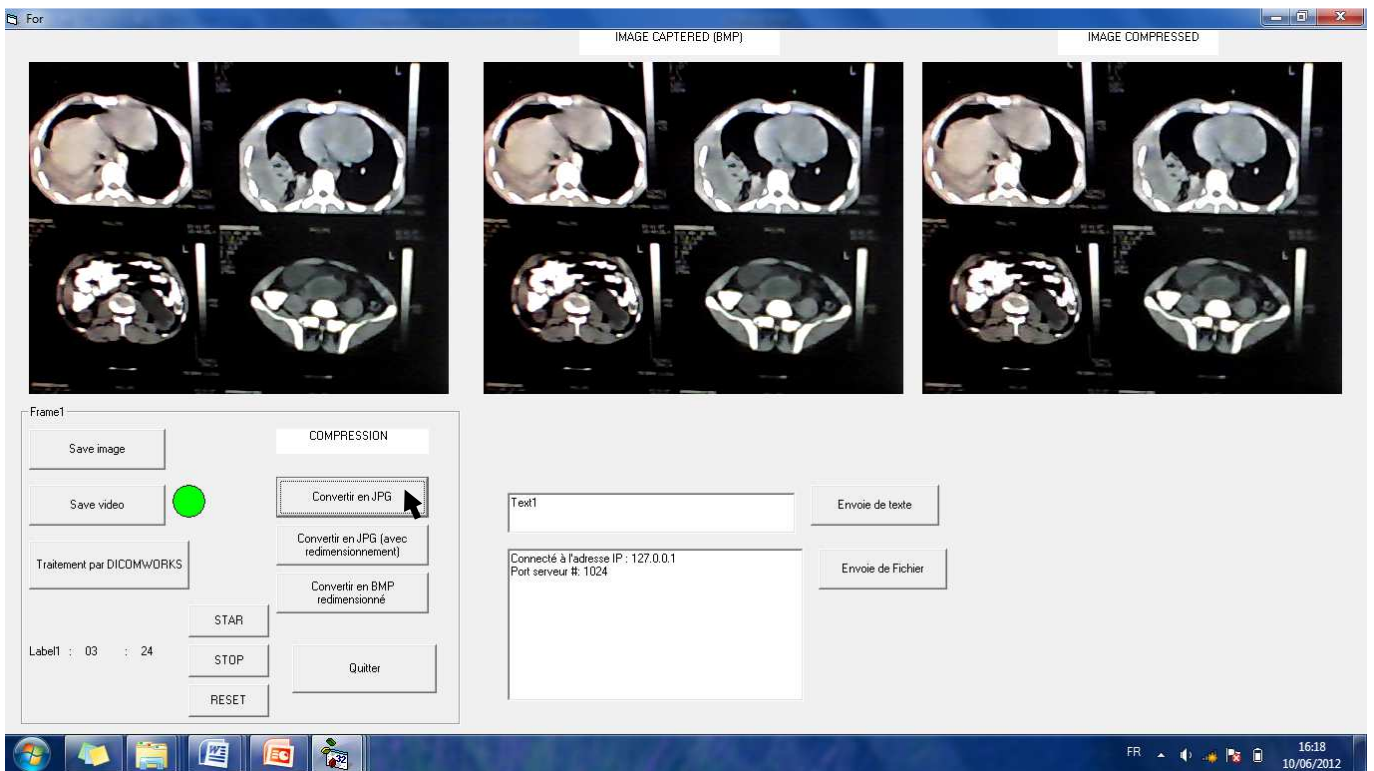 For
IMAGE CAPTERED (BMP)
IMAGE COMPRESSED
L
L
L
L
L
L
L
L
L
Frame1
Save image
COMPRESSION
Save video
Convertir en JPG
Convertir en JPG (avec
redimensionnement)
Traitement par DICOMWORKS
Convertir en BMP
redimensionné
STAR
Label1 : 03 : 24
STOP
Quitter
RESET
Text1
Envoie de texte
Connecté à l'adresse IP : 127.0.0.1
Port serveur #: 1024
Envoie de Fichier
FR
16:18
10/06/2012